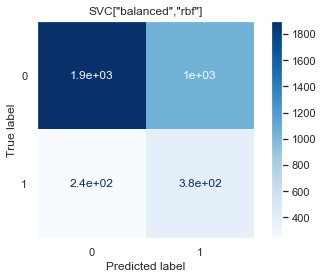 SVC["balanced","rbf"]
0
1.9e+03
1e+03
1
2.4e+02
3.8e+02
True label
0
1
Predicted label
1800
1600
1400
1200
1000
800
600
400